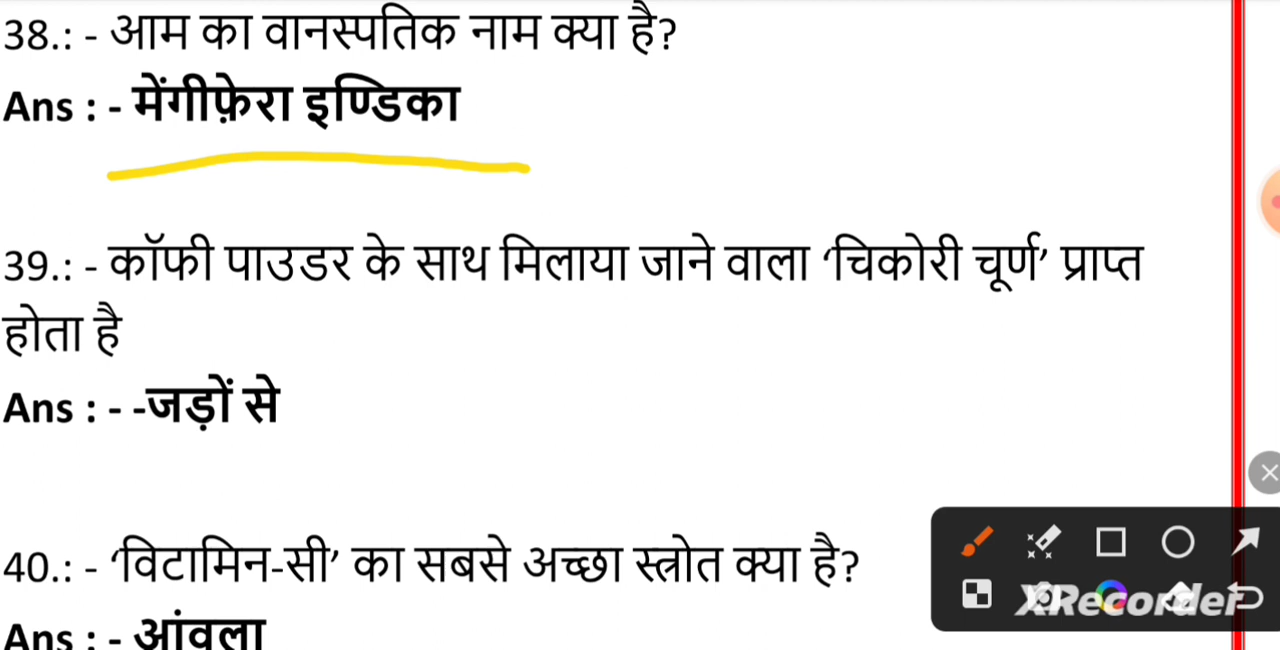 38.: - आम का वानस्पतिक नाम क्या है?
Ans : - मेंगीफ़ेरा इण्डिका
39.: - कॉफी पाउडर के साथ मिलाया जाने वाला ‘चिकोरी चूर्ण’ प्राप्त
होता है
Ans : - -जड़ों से
40.: - ‘विटामिन-सी’ का सबसे अच्छा स्त्रोत क्या है?
Ans : - आंवला
XRecorder